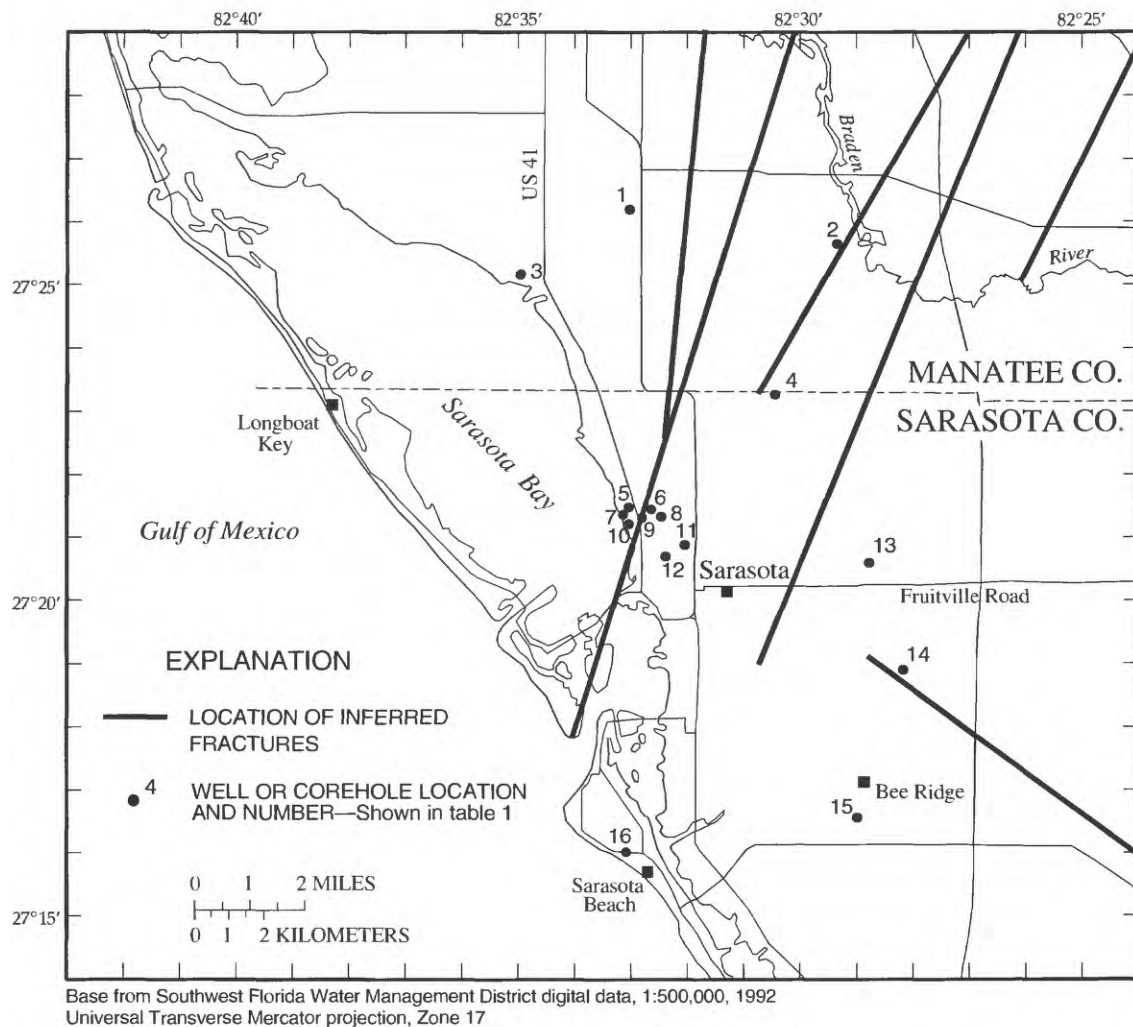 82°40′ 82°35′ 82°30′ 82°25′
Braden
US 41
1
2
River
3
27°25′
MANATEE CO.
4
SARASOTA CO.
Longboat
Key
Sarasota Bay
5
6
7
8
9
10
11
12
Gulf of Mexico
13
Sarasota
27°20′
Fruitville Road
14
EXPLANATION
LOCATION OF INFERRED
FRACTURES
4
WELL OR COREHOLE LOCATION
AND NUMBER—Shown in table 1
Bee Ridge
15
16
Sarasota
Beach
0 1 2 MILES
0 1 2 KILOMETERS
27°15′
Base from Southwest Florida Water Management District digital data, 1:500,000, 1992
Universal Transverse Mercator projection, Zone 17